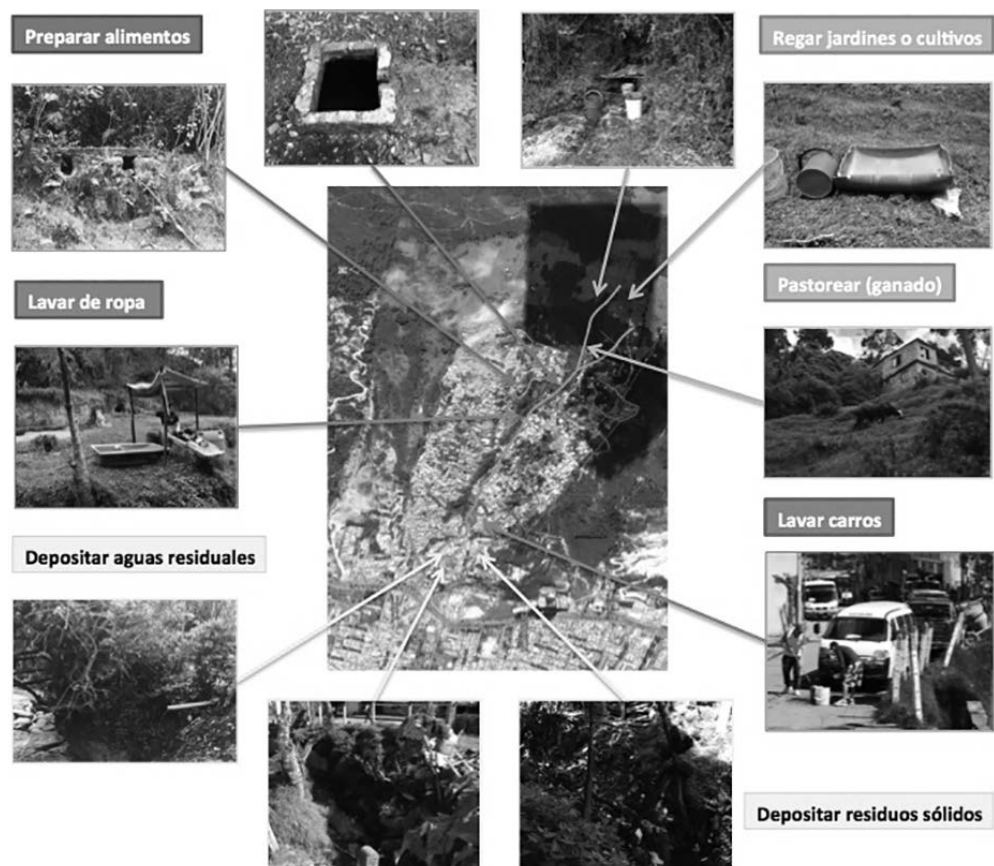 Preparar alimentos
Regar jardines o cultivos
Lavar de ropa
Pastorear (ganado)
Lavar carros
Depositar aguas residuales
Depositar residuos sólidos